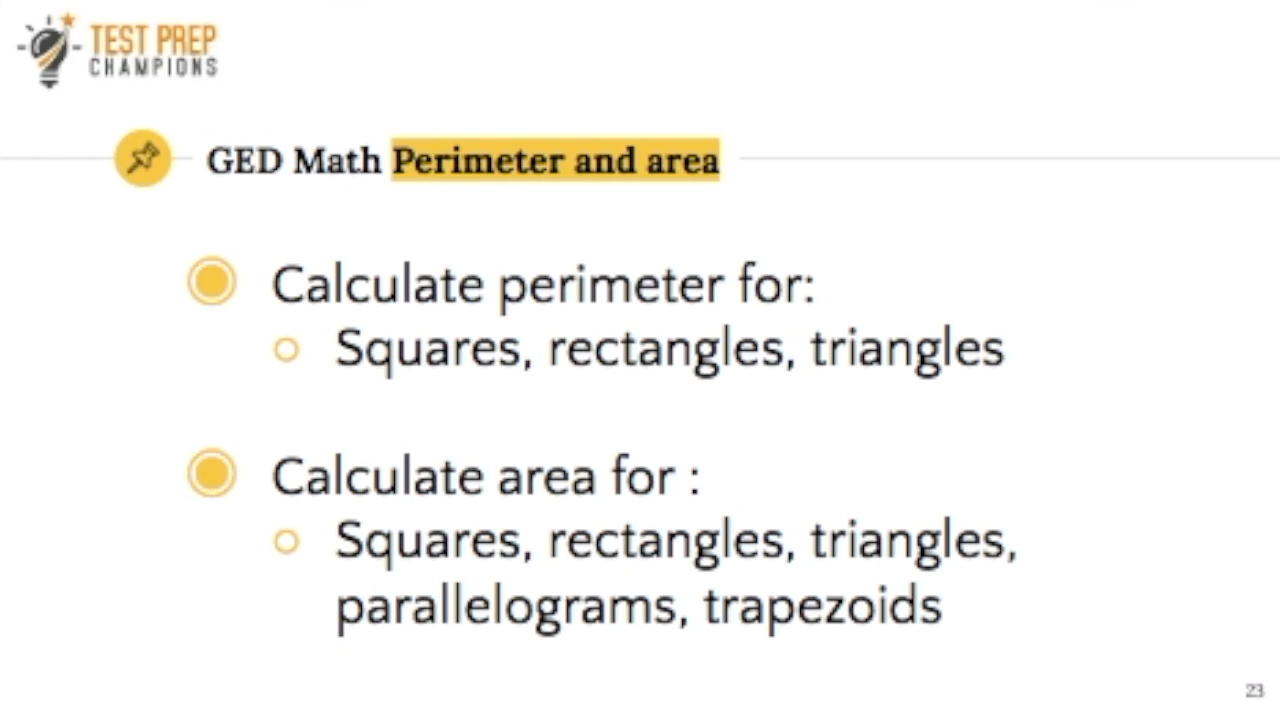 TEST PREP
CHAMPIONS
GED Math Perimeter and area
Calculate perimeter for:
Squares, rectangles, triangles
Calculate area for :
Squares, rectangles, triangles,
parallelograms, trapezoids
23